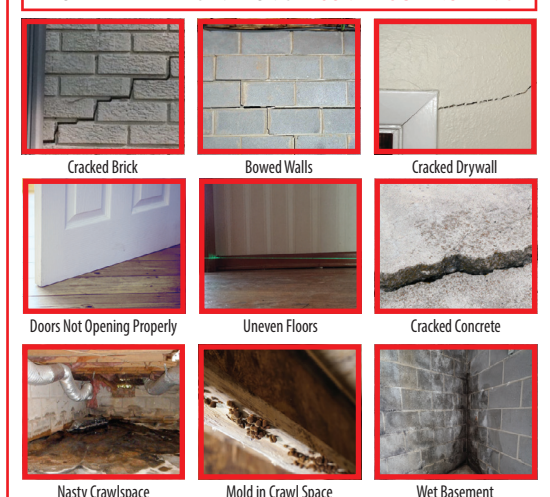 Cracked Brick
Bowed Walls
Cracked Drywall
Doors Not Opening Properly
Uneven Floors
Cracked Concrete
Nasty Crawlspace
Mold in Crawl Space
Wet Basement